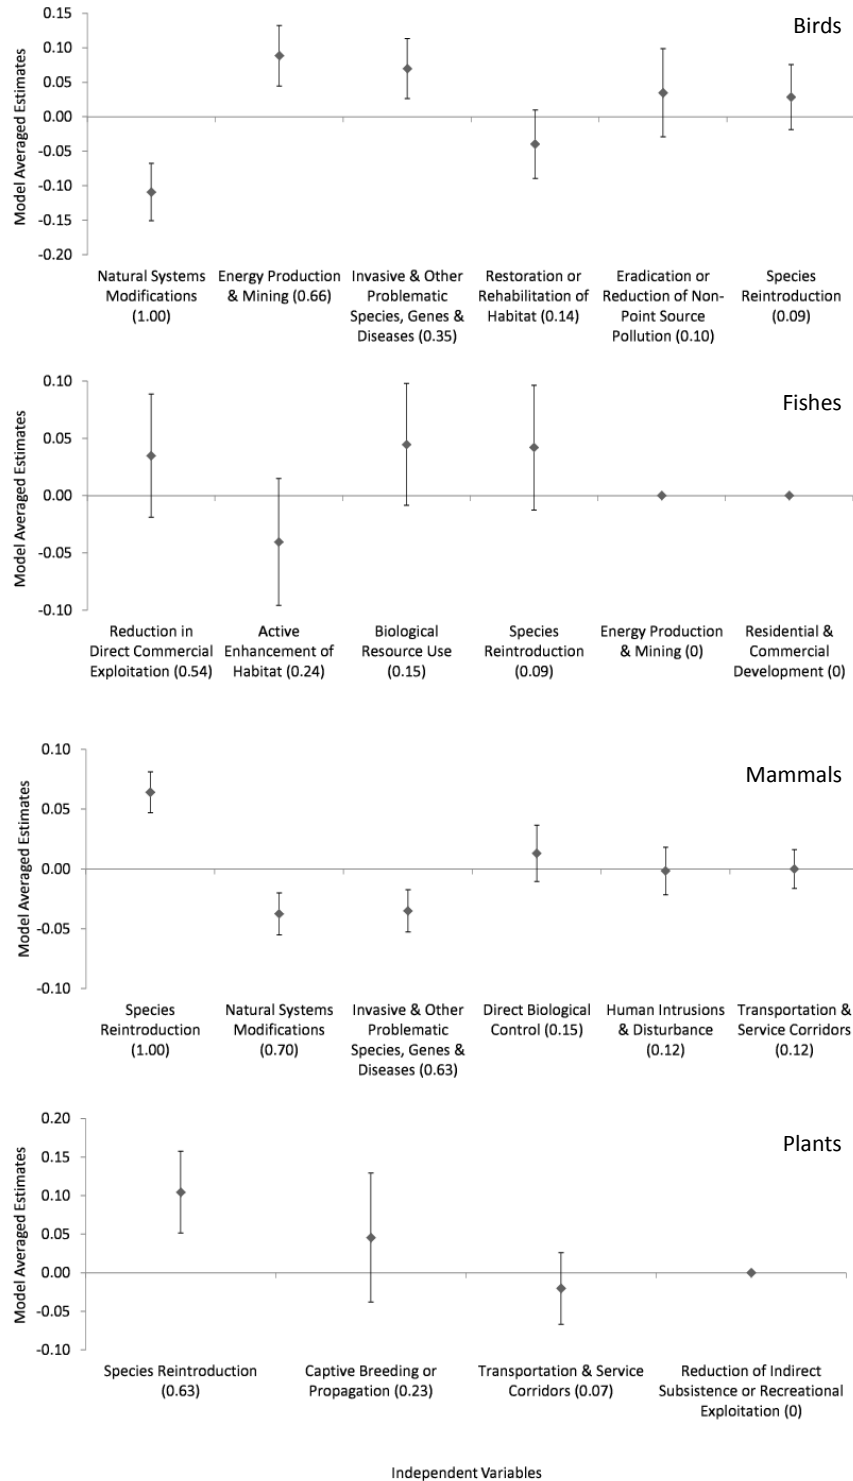 Birds
Model Averaged Estimates
0.15
0.10
0.05
0.00
-0.05
-0.10
-0.15
-0.20
Natural Systems
Modifications
(1.00)
Energy Production
& Mining (0.66)
Invasive & Other
Problematic
Species, Genes &
Diseases (0.35)
Restoration or
Rehabilitation of
Habitat (0.14)
Eradication or
Reduction of Non-
Point Source
Pollution (0.10)
Species
Reintroduction
(0.09)
Fishes
Model Averaged Estimates
0.10
0.05
0.00
-0.05
-0.10
Reduction in
Direct Commercial
Exploitation (0.54)
Active
Enhancement of
Habitat (0.24)
Biological
Resource Use
(0.15)
Species
Reintroduction
(0.09)
Energy Production
& Mining (0)
Residential &
Commercial
Development (0)
Mammals
Model Averaged Estimates
0.10
0.05
0.00
-0.05
-0.10
Species
Reintroduction
(1.00)
Natural Systems
Modifications
(0.70)
Invasive & Other
Problematic
Species, Genes &
Diseases (0.63)
Direct Biological
Control (0.15)
Human Intrusions
& Disturbance
(0.12)
Transportation &
Service Corridors
(0.12)
Plants
Model Averaged Estimates
0.20
0.15
0.10
0.05
0.00
-0.05
-0.10
Species Reintroduction
(0.63)
Captive Breeding or
Propagation (0.23)
Transportation & Service
Corridors (0.07)
Reduction of Indirect
Subsistence or Recreational
Exploitation (0)
Independent Variables